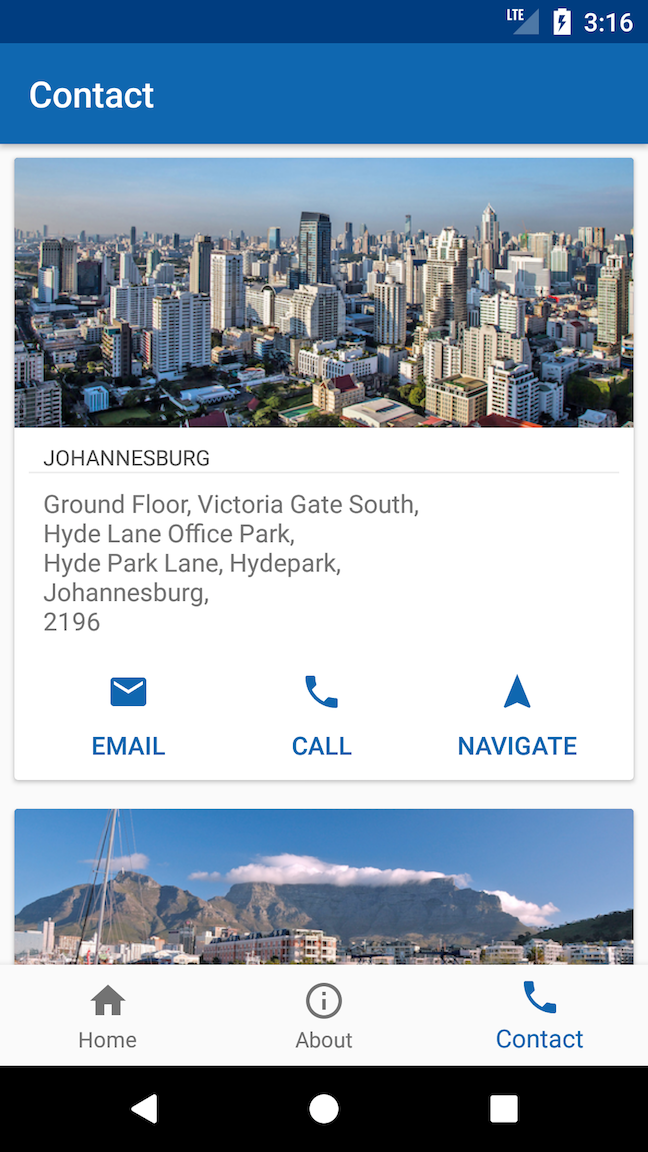 LTE 3:16
Contact
JOHANNESBURG
Ground Floor, Victoria Gate South,
Hyde Lane Office Park,
Hyde Park Lane, Hydepark,
Johannesburg,
2196
EMAIL CALL NAVIGATE
Home About Contact